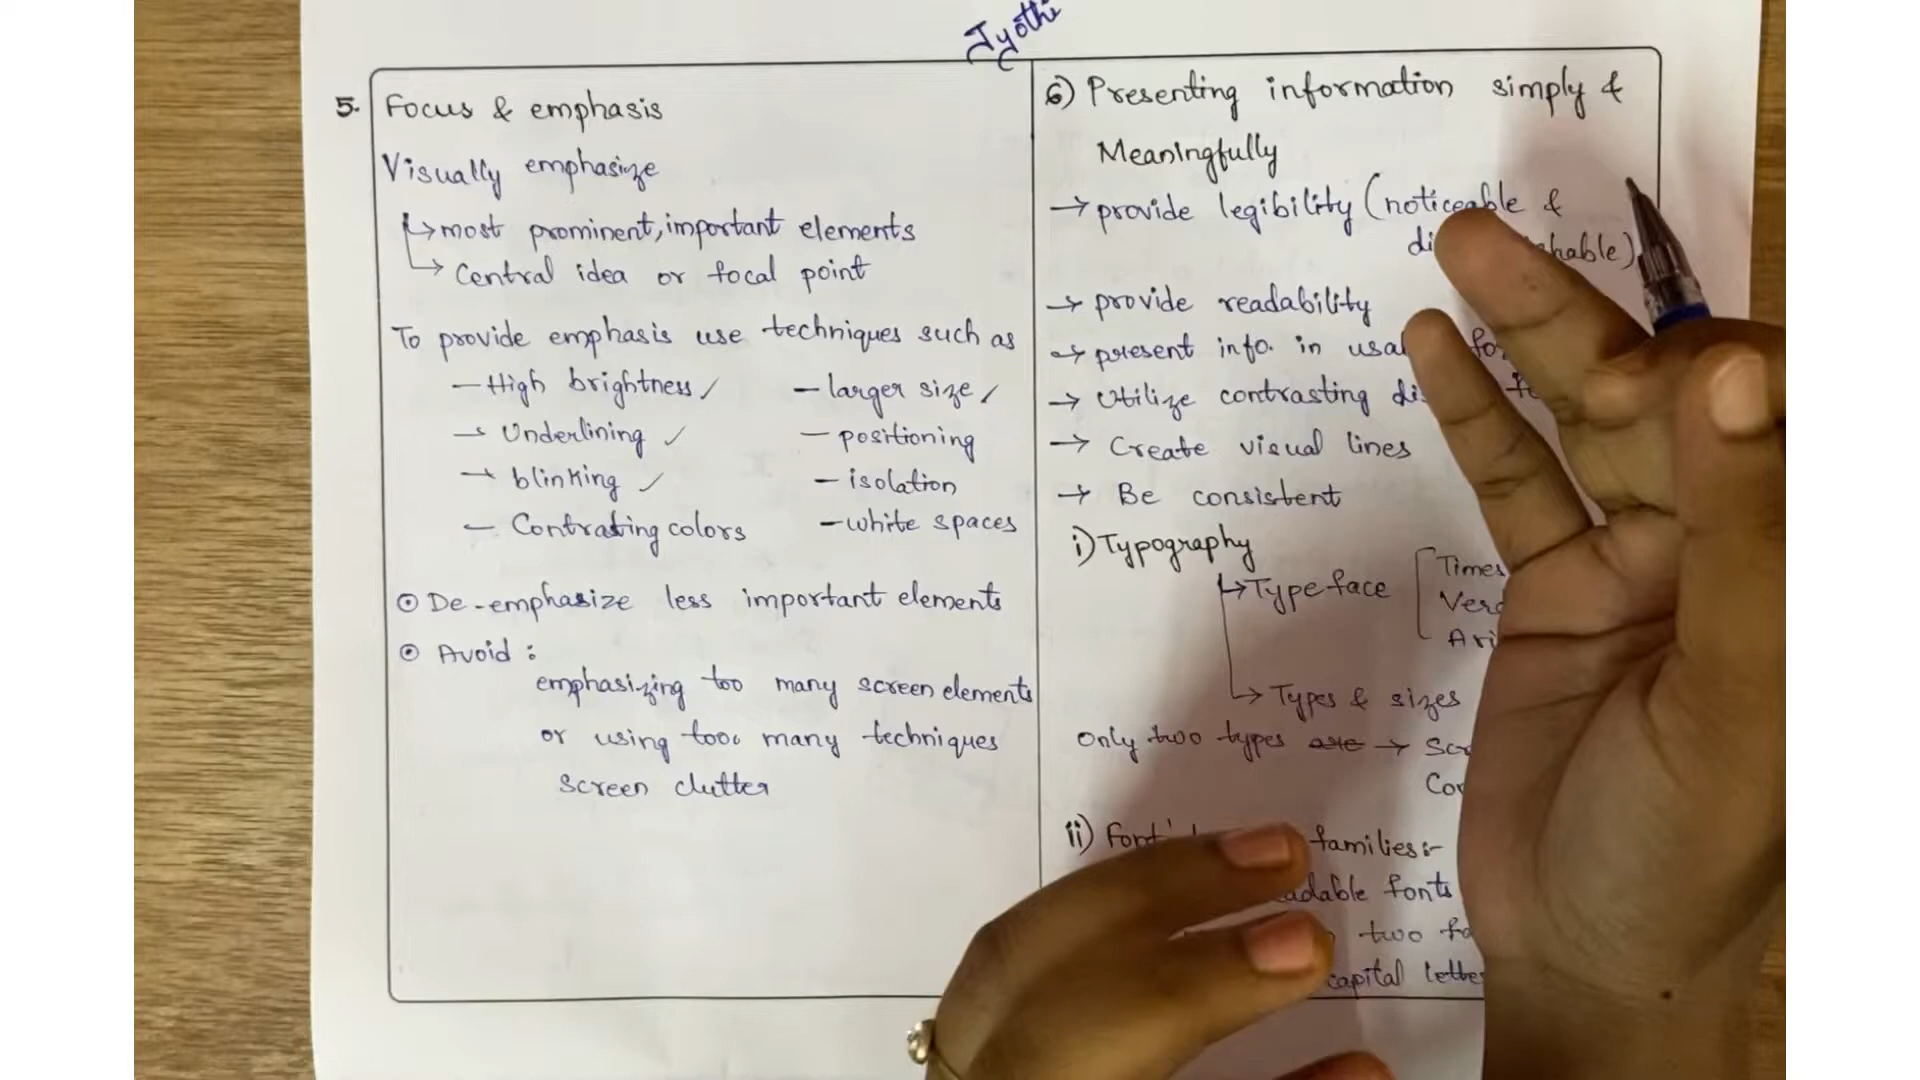 Jyothi
5. Focus & emphasis
Visually emphasize
↳ most prominent, important elements
↳ Central idea or focal point
To provide emphasis use techniques such as
- High brightness ✓ - larger size ✓
- Underlining ✓ - positioning
- blinking ✓ - isolation
- Contrating colors - white spaces
⊙ De-emphasize less important elements
⊙ Avoid :
emphasizing too many screen elements
or using too many techniques
screen clutter
6) Presenting information simply &
Meaningfully
→ provide legibility (noticeable &
→ provide readability
→ present info. in
→ Utilize contrasting
→ Create visual lines
→ Be consistent
i) Typography
↳ Type face [ Times
↳ Types & sizes
Only two types →
ii) families :-
fonts
two
capital